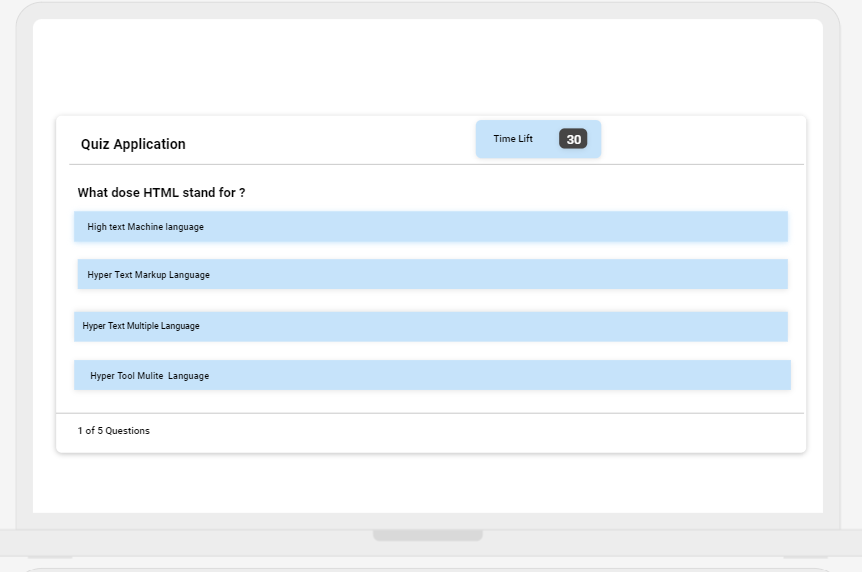 Quiz Application
Time Lift 30
What dose HTML stand for ?
High text Machine language
Hyper Text Markup Language
Hyper Text Multiple Language
Hyper Tool Mulite  Language
1 of 5 Questions